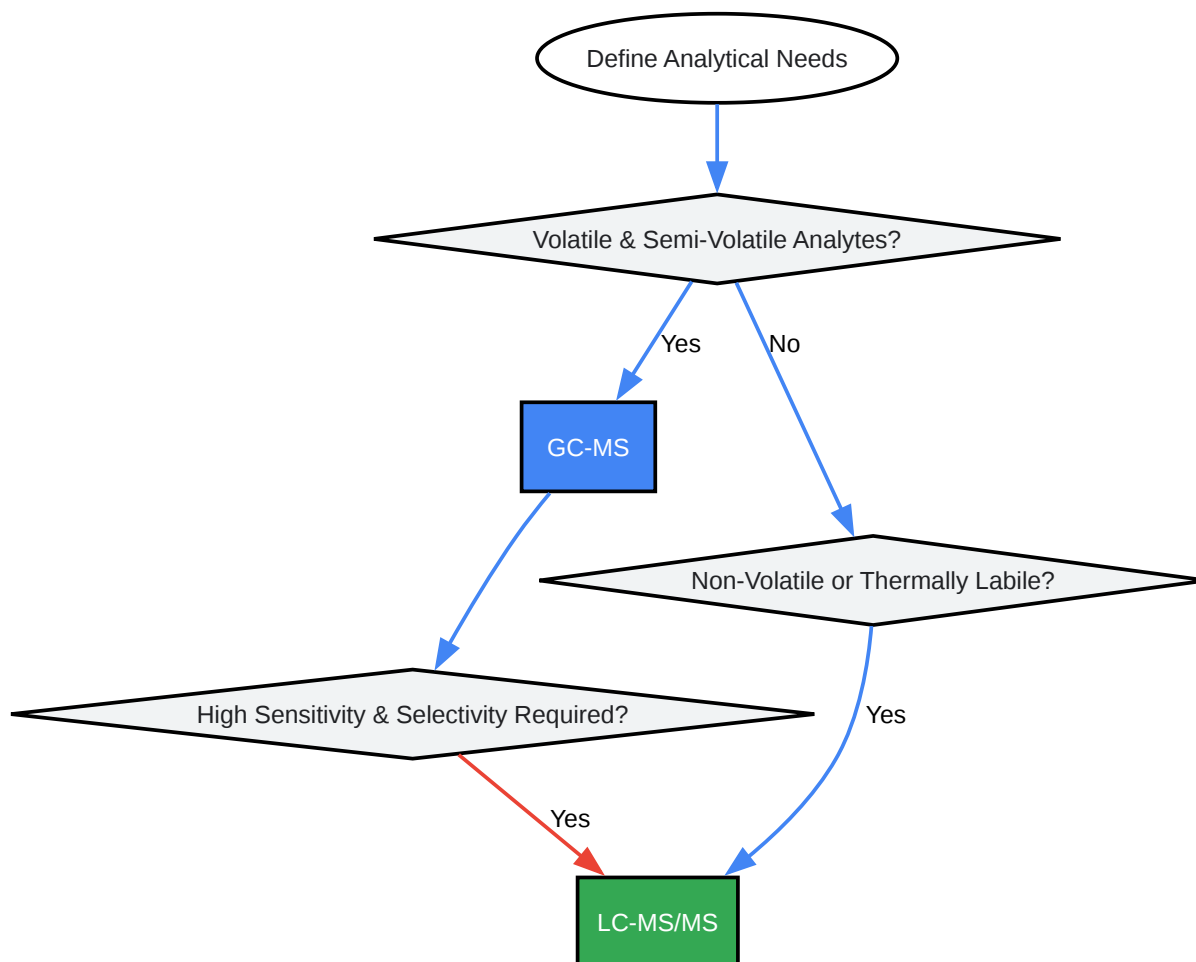 Define Analytical Needs
Volatile & Semi-Volatile Analytes?
Yes
No
GC-MS
Non-Volatile or Thermally Labile?
High Sensitivity & Selectivity Required?
Yes
Yes
LC-MS/MS